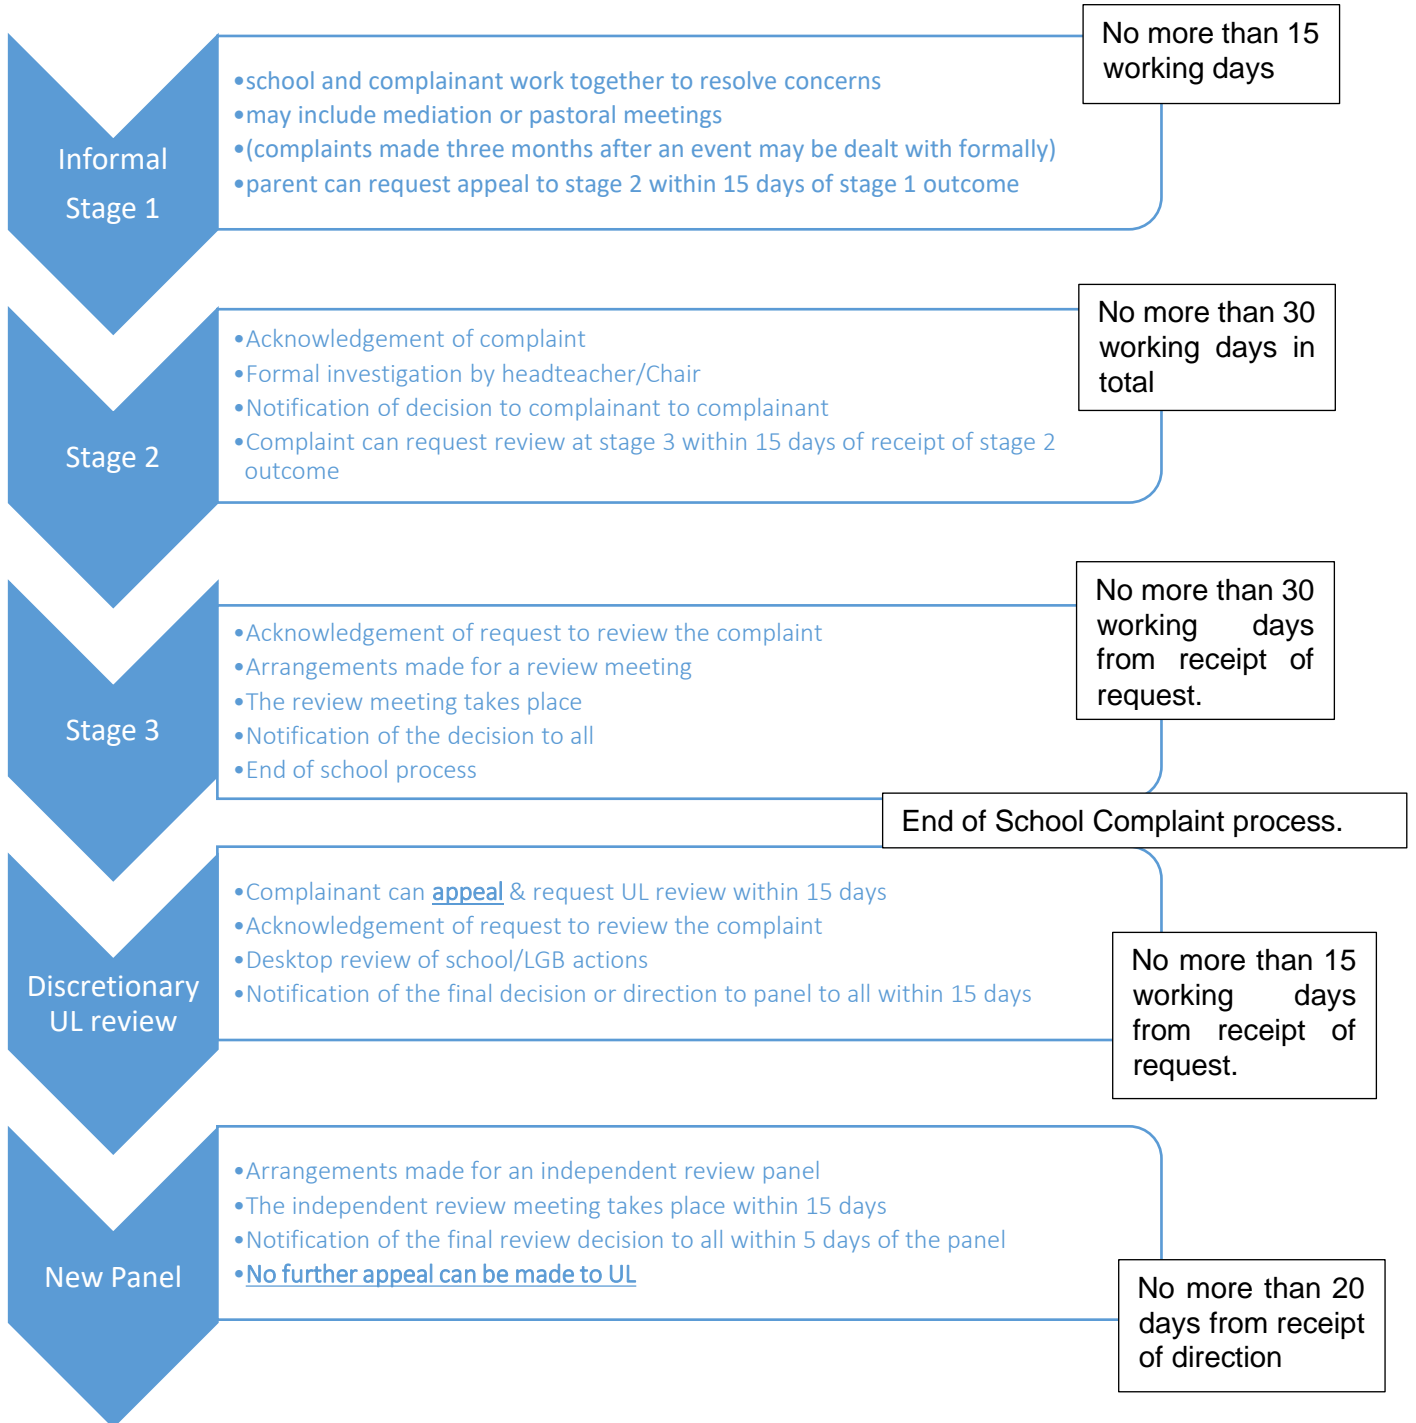 No more than 15
working days
Informal
Stage 1
•school and complainant work together to resolve concerns
•may include mediation or pastoral meetings
•(complaints made three months after an event may be dealt with formally)
•parent can request appeal to stage 2 within 15 days of stage 1 outcome
No more than 30
working days in
total
Stage 2
•Acknowledgement of complaint
•Formal investigation by headteacher/Chair
•Notification of decision to complainant to complainant
•Complaint can request review at stage 3 within 15 days of receipt of stage 2
outcome
No more than 30
working days
from receipt of
request.
Stage 3
•Acknowledgement of request to review the complaint
•Arrangements made for a review meeting
•The review meeting takes place
•Notification of the decision to all
•End of school process
End of School Complaint process.
Discretionary
UL review
•Complainant can appeal & request UL review within 15 days
•Acknowledgement of request to review the complaint
•Desktop review of school/LGB actions
•Notification of the final decision or direction to panel to all within 15 days
No more than 15
working days
from receipt of
request.
New Panel
•Arrangements made for an independent review panel
•The independent review meeting takes place within 15 days
•Notification of the final review decision to all within 5 days of the panel
•No further appeal can be made to UL
No more than 20
days from receipt
of direction